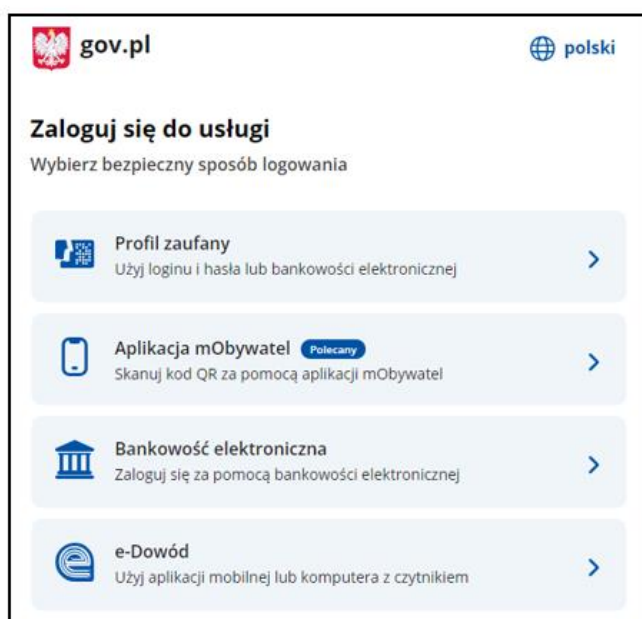 gov.pl
polski
Zaloguj się do usługi
Wybierz bezpieczny sposób logowania
Profil zaufany
Użyj loginu i hasła lub bankowości elektronicznej
Aplikacja mObywatel Polecany
Skanuj kod QR za pomocą aplikacji mObywatel
Bankowość elektroniczna
Zaloguj się za pomocą bankowości elektronicznej
e-Dowód
Użyj aplikacji mobilnej lub komputera z czytnikiem